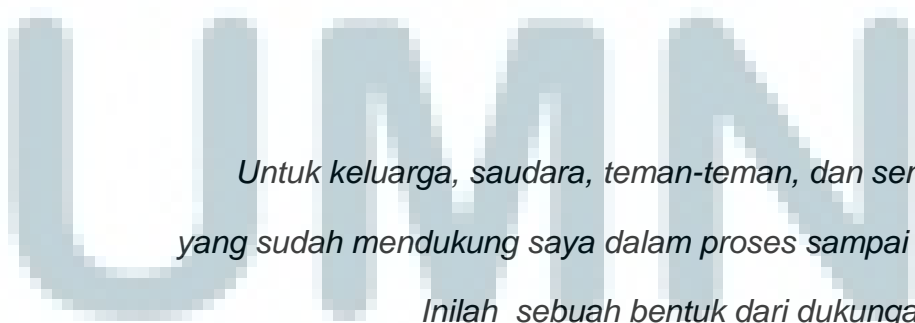 UMN
Untuk keluarga, saudara, teman-teman, dan
yang sudah mendukung saya dalam proses sampai
Inilah sebuah bentuk dari